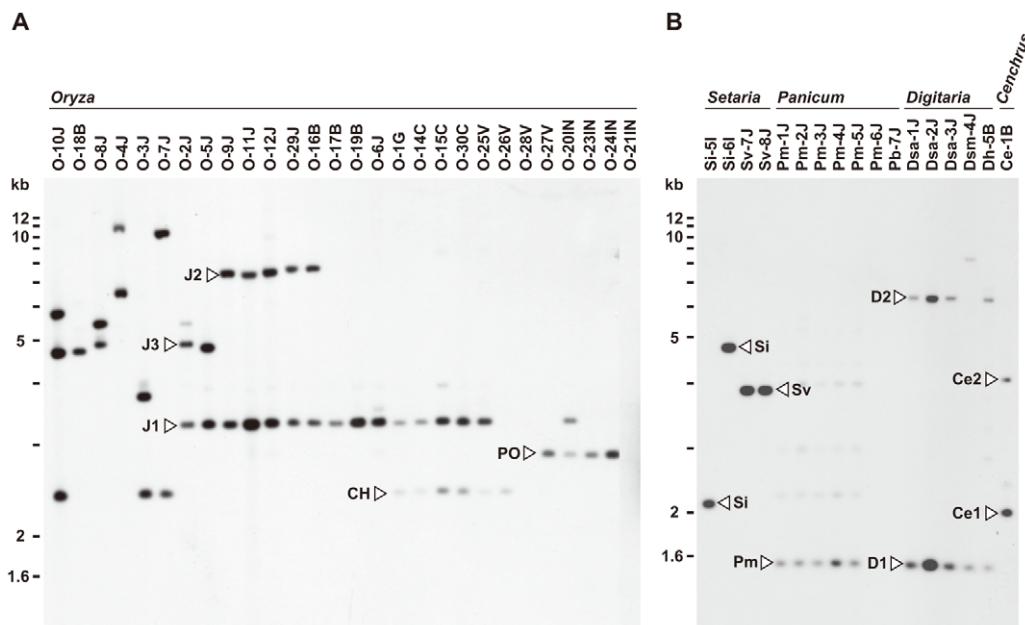 A
B
Oryza
Setaria
Panicum
Digitaria
Cenchrus
O-10J
O-18B
O-8J
O-4J
O-3J
O-7J
O-2J
O-5J
O-9J
O-11J
O-12J
O-29J
O-16B
O-17B
O-19B
O-6J
O-1G
O-14C
O-15C
O-30C
O-25V
O-26V
O-28V
O-27V
O-20IN
O-23IN
O-24IN
O-21IN
Si-5I
Si-6I
Sv-7J
Sv-8J
Pm-1J
Pm-2J
Pm-3J
Pm-4J
Pm-5J
Pm-6J
Pb-7J
Dsa-1J
Dsa-2J
Dsa-3J
Dsm-4J
Dh-5B
Ce-1B
kb
12
10
5
2
1.6
J2
J3
J1
PO
CH
kb
12
10
5
2
1.6
D2
Si
Ce2
Sv
Si
Ce1
Pm
D1